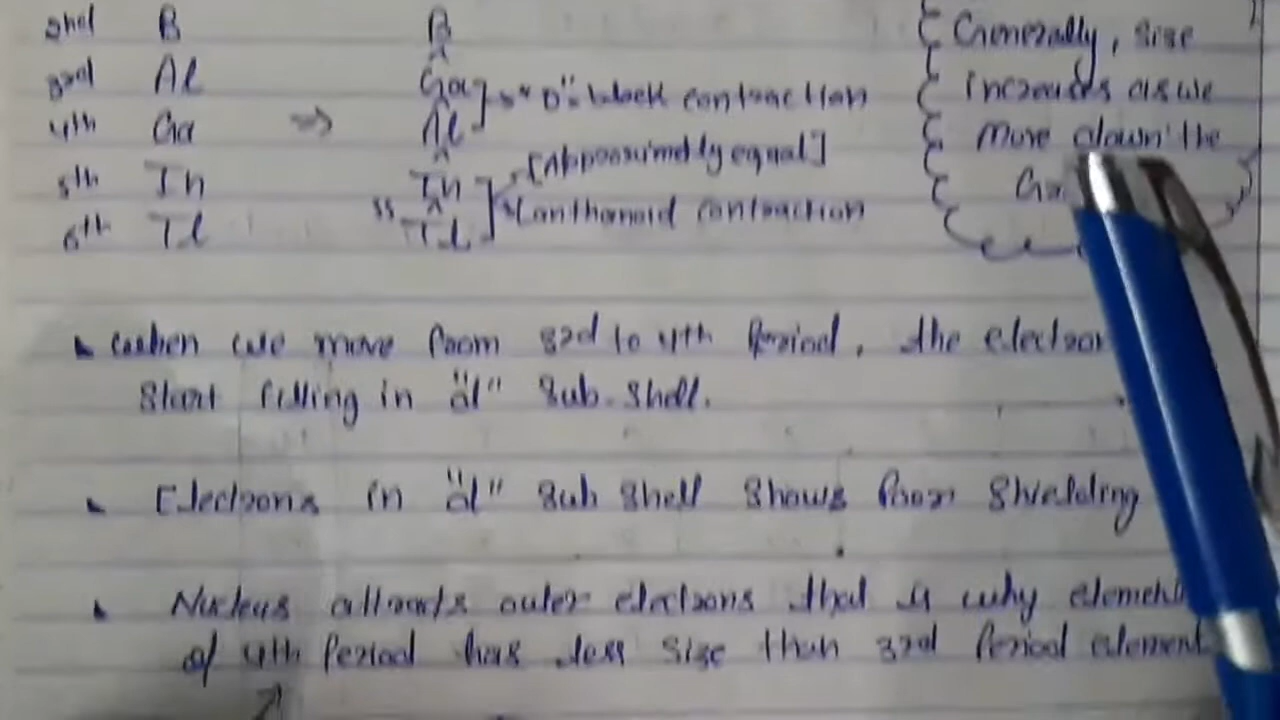 2nd B B Generally, size
^
3rd Al Ga "D"-block contraction increases as we
4th Ga ⇒ Al move down the
^ [Approximetly equal]
5th In In
^
6th Tl Tl Lanthanoid contraction
when we move from 3rd to 4th Period, the electron
Start filling in "d" Sub-shell.
Electrons in "d" Sub shell shows Poor Shielding
Nucleus attracts outer electrons that is why element
of 4th Period has less size than 3rd Period element